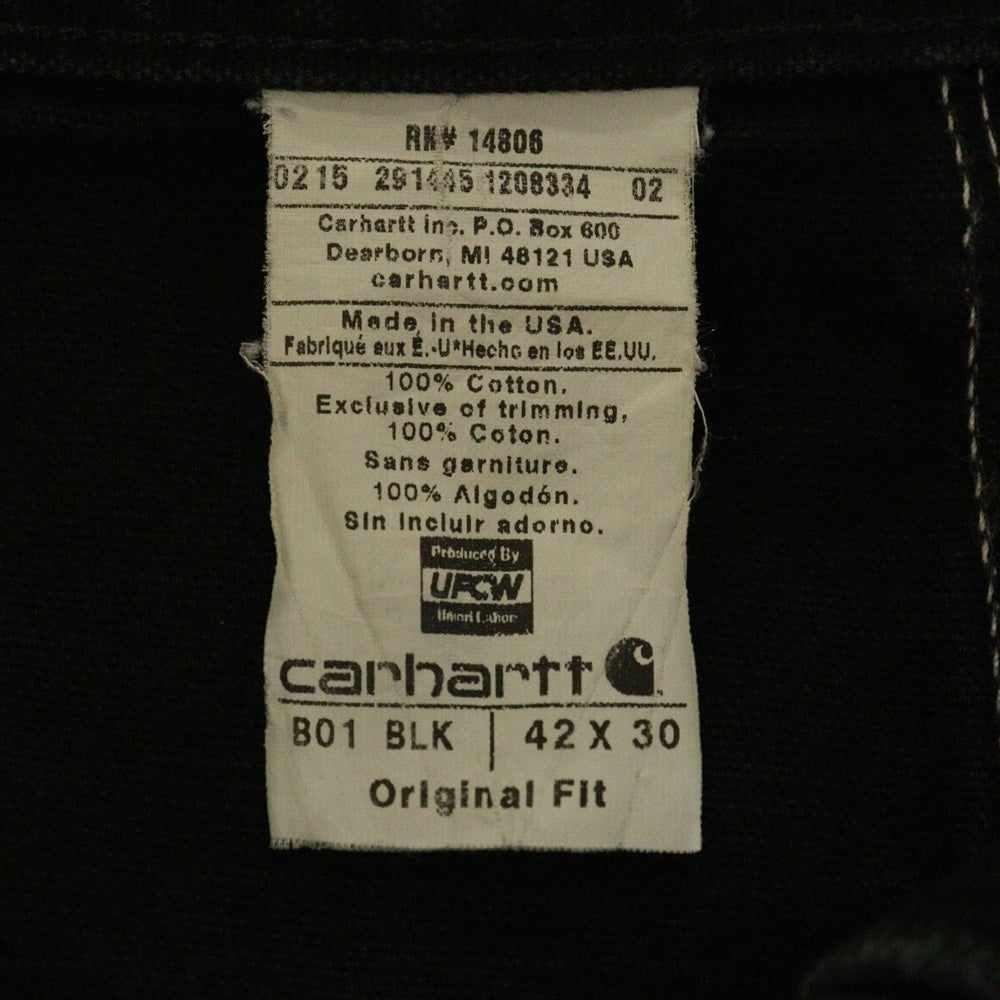 RN# 14806
0215 291445 1208334 02
Carhartt Inc. P.O. Box 600
Dearborn, MI 48121 USA
carhartt.com
Made in the USA.
Fabriqué aux É.-U*Hecho en los EE.UU.
100% Cotton.
Exclusive of trimming,
100% Coton.
Sans garniture.
100% Algodón.
Sin incluir adorno.
Produced By
UFCW
Union Labor
carhartt
B01 BLK | 42 X 30
Original Fit